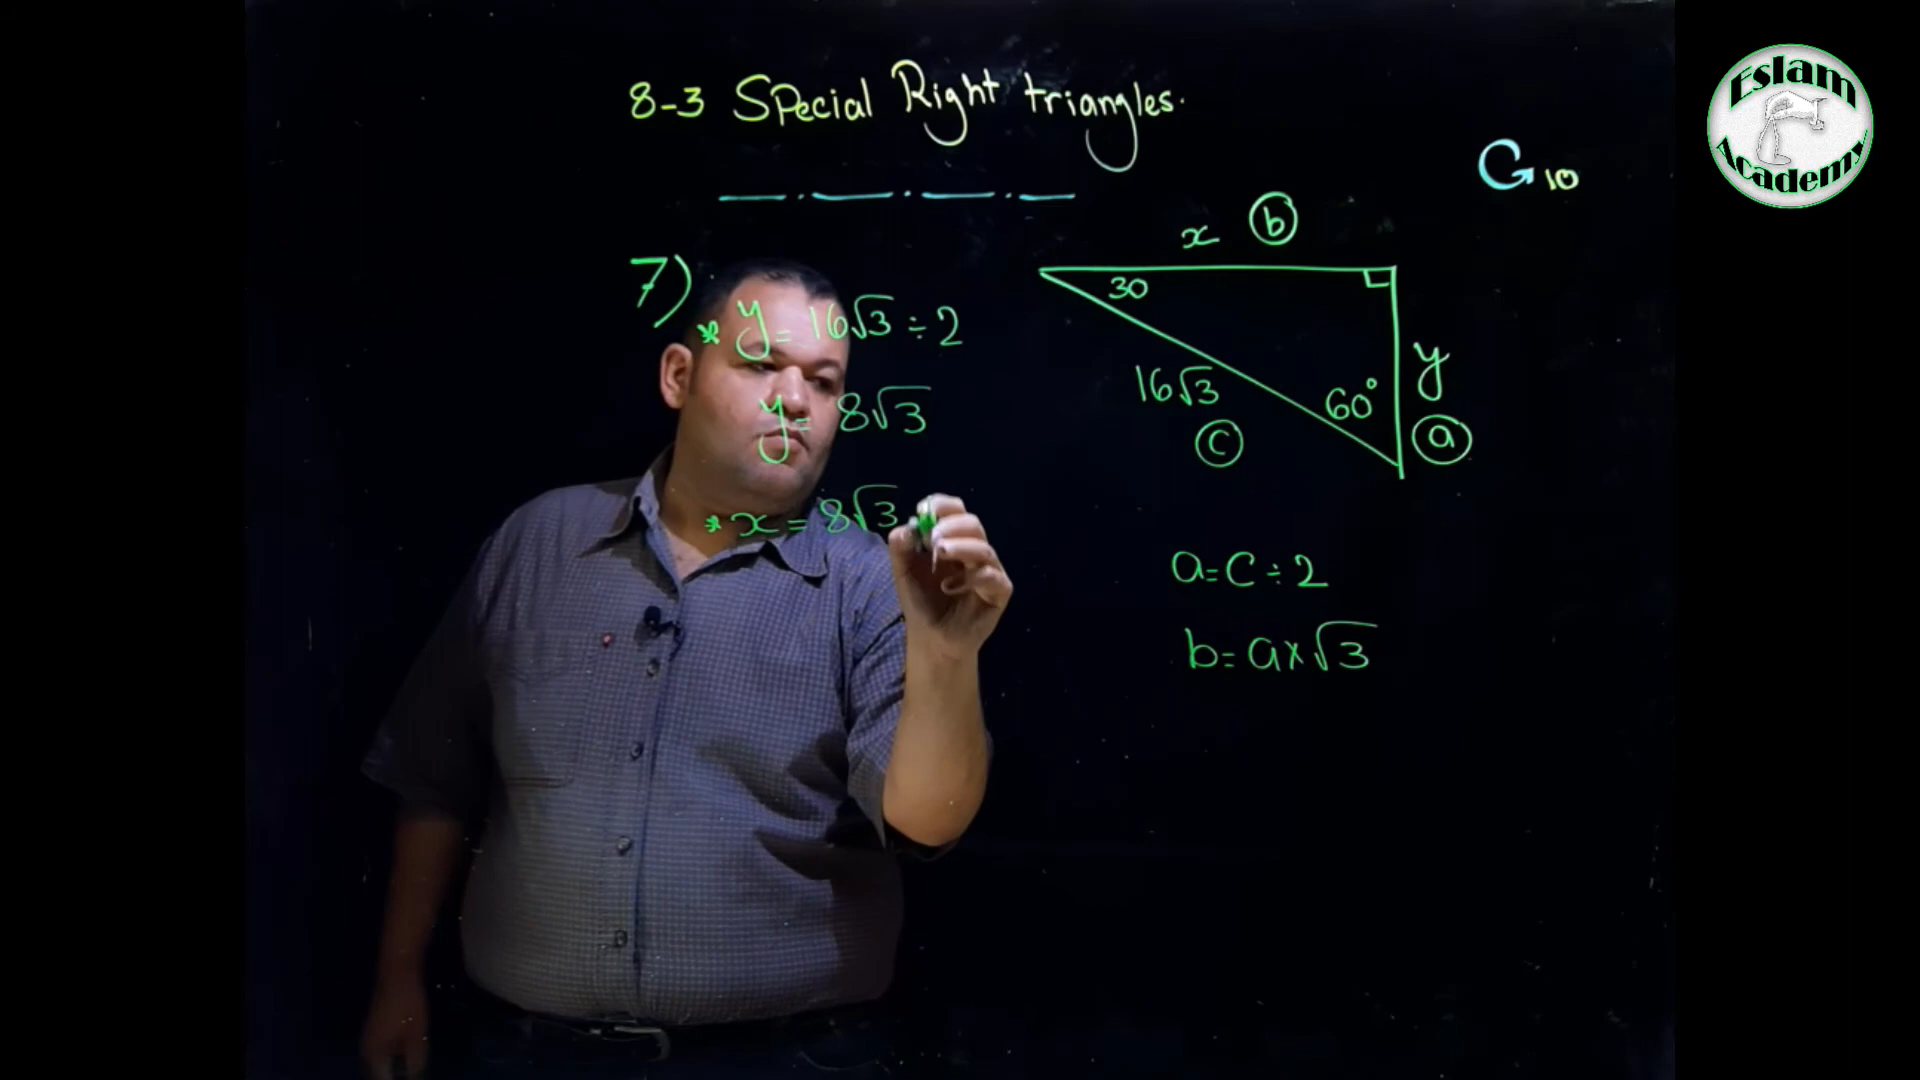 8-3 Special Right triangles.
G10
Eslam
Academy
x b
7)
30
* y = 16√3 ÷ 2
y
16√3
60°
y = 8√3
a
c
* x = 8√3
a = c ÷ 2
b = a x √3